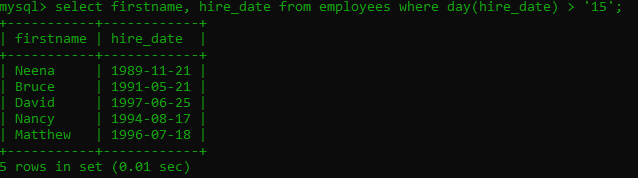 mysql> select firstname, hire_date from employees where day(hire_date) > '15';
+-----------+------------+
| firstname | hire_date  |
+-----------+------------+
| Neena     | 1989-11-21 |
| Bruce     | 1991-05-21 |
| David     | 1997-06-25 |
| Nancy     | 1994-08-17 |
| Matthew   | 1996-07-18 |
+-----------+------------+
5 rows in set (0.01 sec)